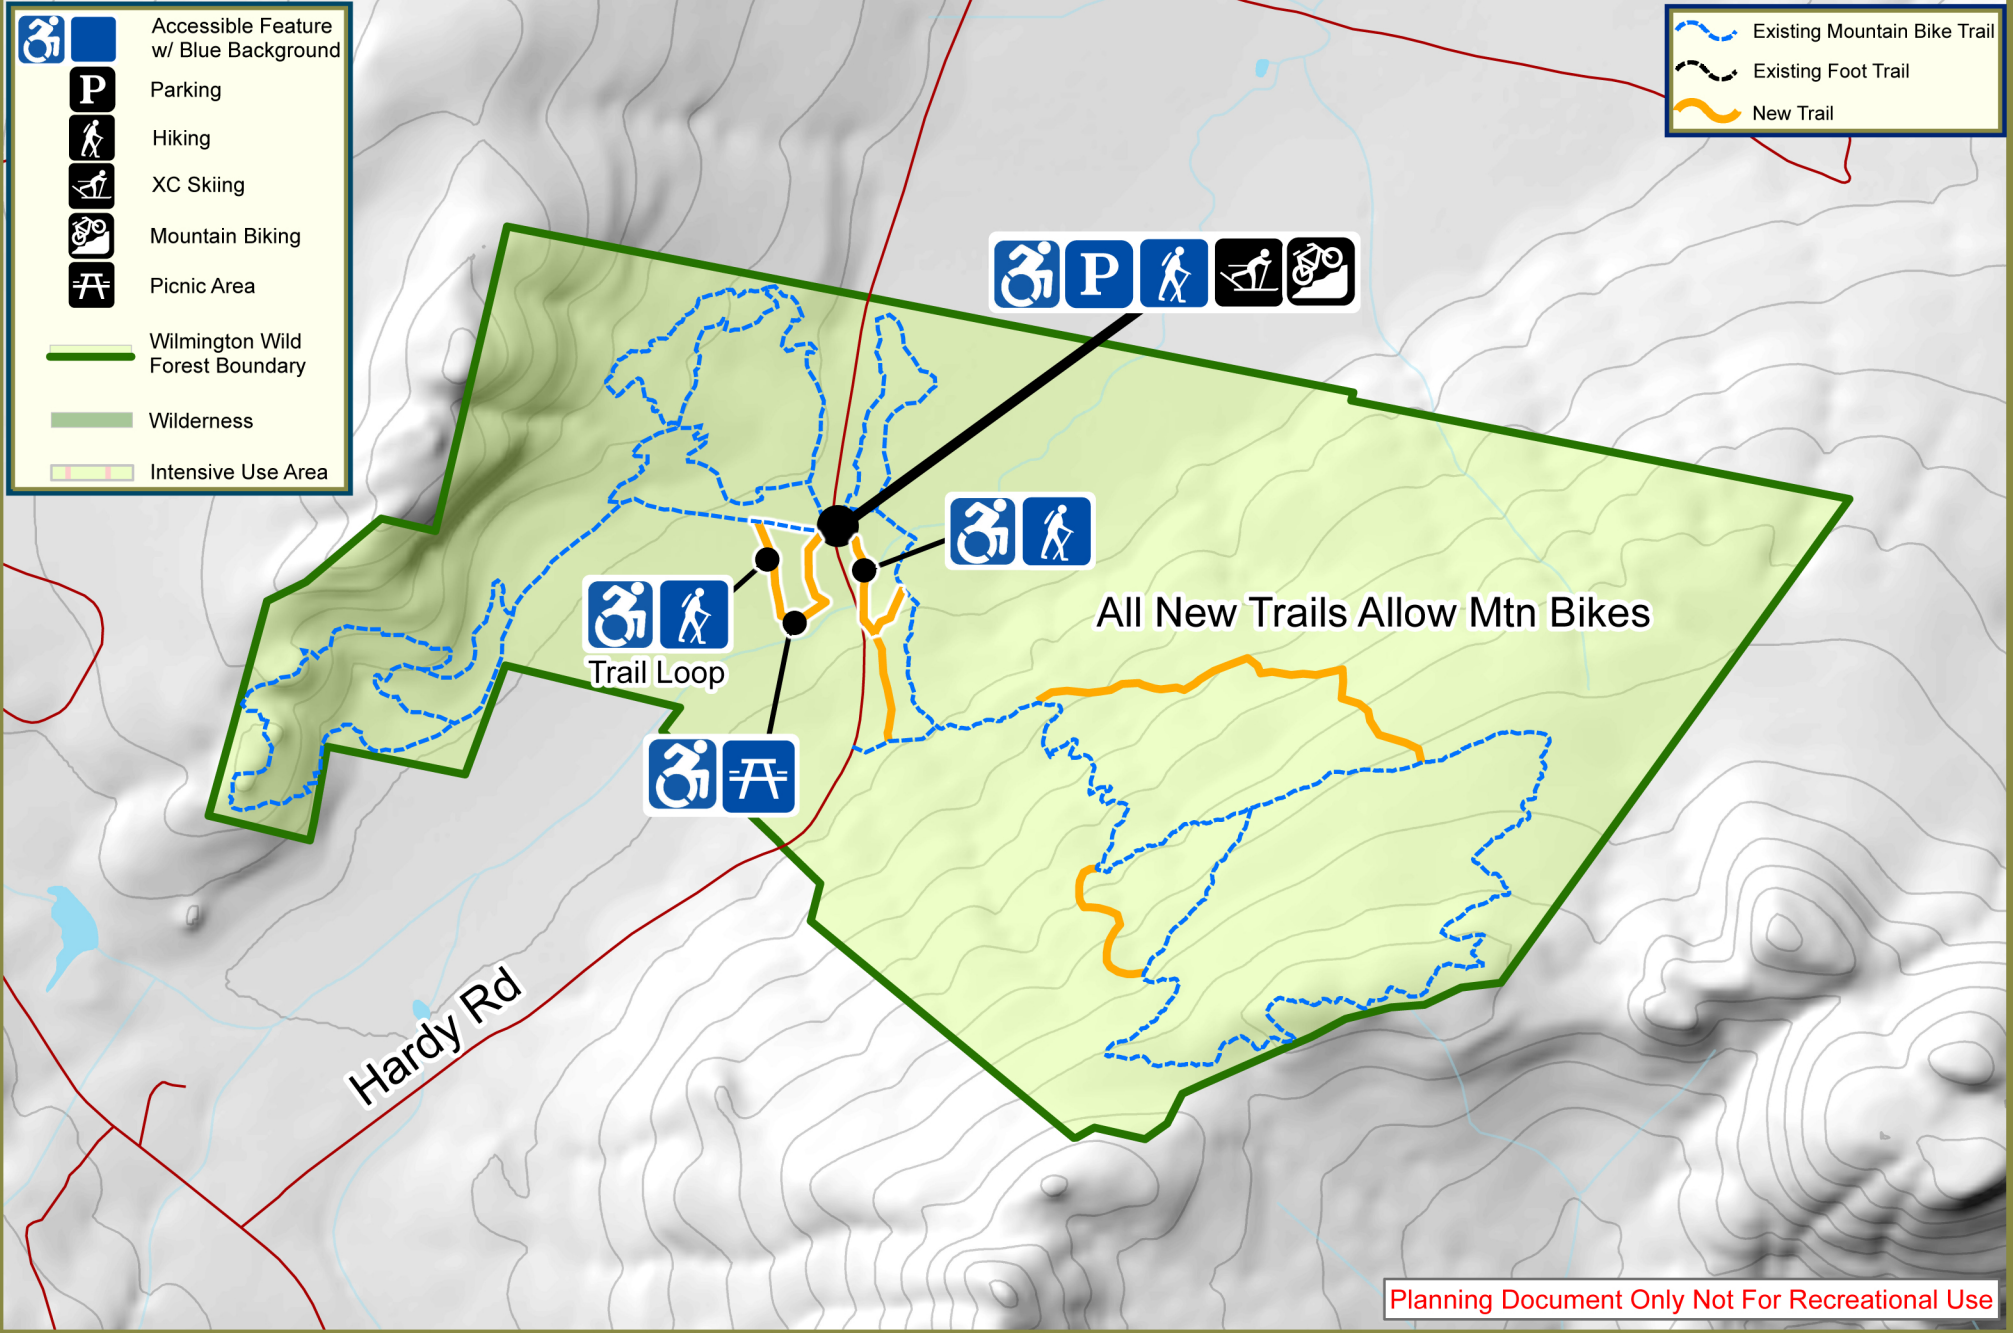 Accessible Feature
w/ Blue Background
P
Parking
Hiking
XC Skiing
Mountain Biking
Picnic Area
Wilmington Wild
Forest Boundary
Wilderness
Intensive Use Area
Existing Mountain Bike Trail
Existing Foot Trail
New Trail
P
All New Trails Allow Mtn Bikes
Trail Loop
Hardy Rd
Planning Document Only Not For Recreational Use